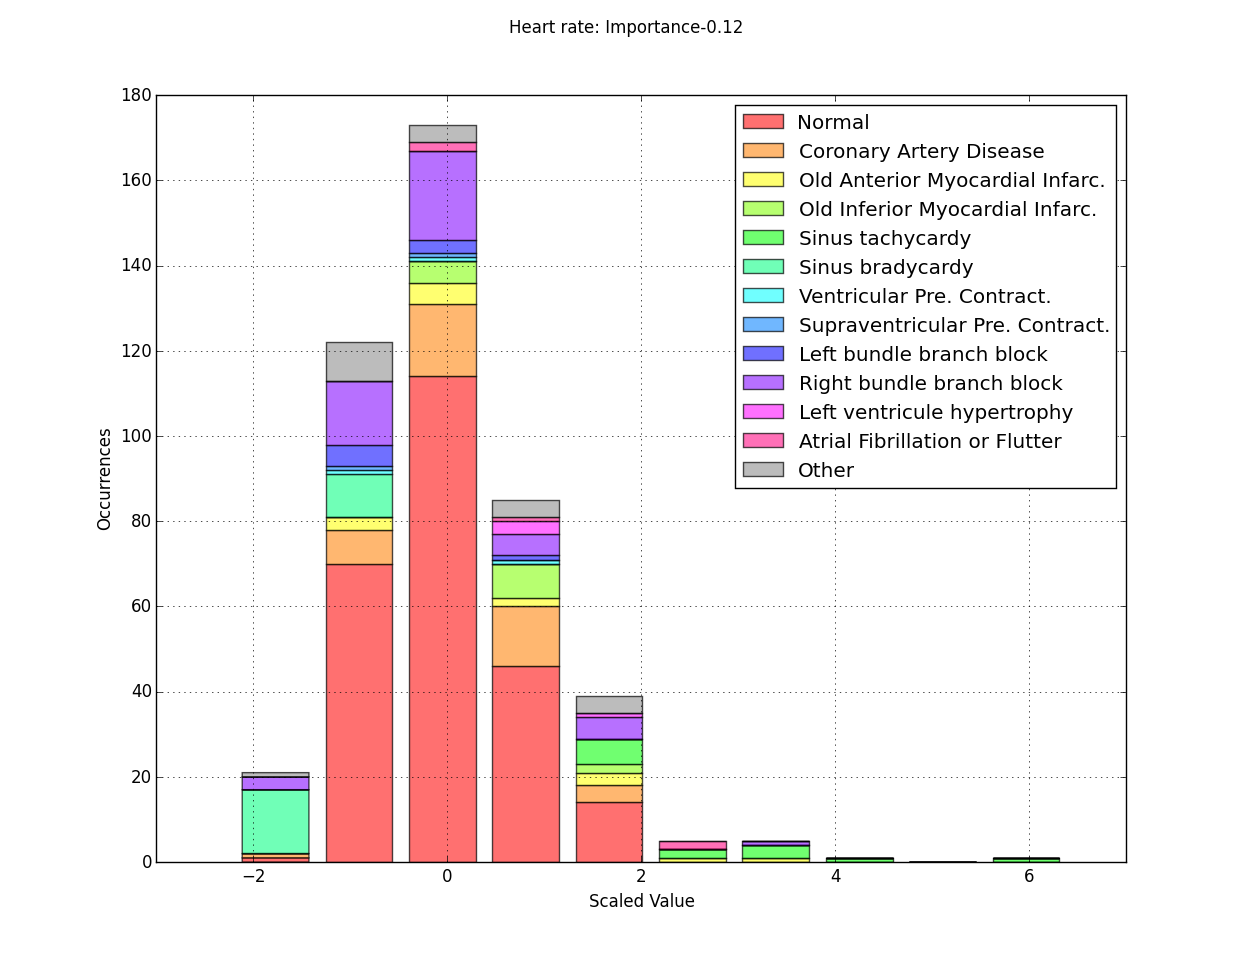 Heart rate: Importance-0.12
180
160
140
120
100
80
60
40
20
0
Occurrences
Normal
Coronary Artery Disease
Old Anterior Myocardial Infarc.
Old Inferior Myocardial Infarc.
Sinus tachycardy
Sinus bradycardy
Ventricular Pre. Contract.
Supraventricular Pre. Contract.
Left bundle branch block
Right bundle branch block
Left ventricule hypertrophy
Atrial Fibrillation or Flutter
Other
−2 0 2 4 6
Scaled Value